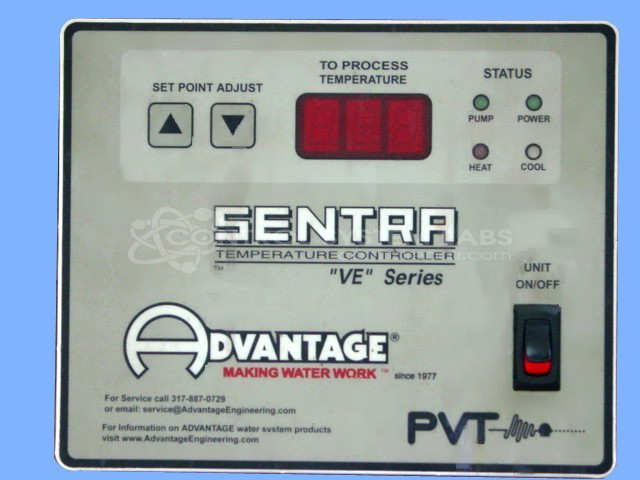 SET POINT ADJUST
TO PROCESS
TEMPERATURE
STATUS
PUMP
POWER
HEAT
COOL
SENTRA
TEMPERATURE CONTROLLER
™
"VE" Series
UNIT
ON/OFF
ADVANTAGE®
MAKING WATER WORK™ since 1977
For Service call 317-887-0729
or email: service@AdvantageEngineering.com
For Information on ADVANTAGE water system products
visit www.AdvantageEngineering.com
PVT